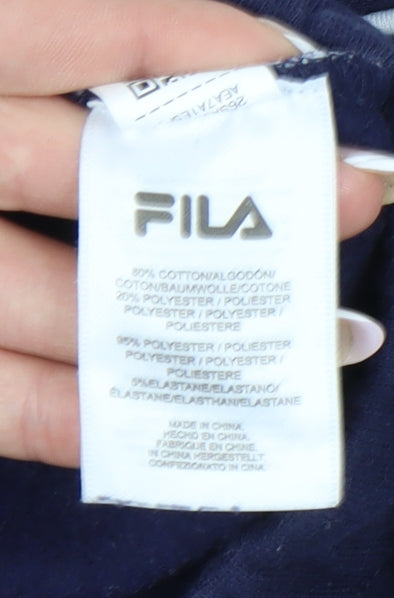 FILA
80% COTTON/ALGODÓN/
COTON/BAUMWOLLE/COTONE
20% POLYESTER / POLIESTER
POLYESTER / POLYESTER /
POLIESTERE
95% POLYESTER / POLIESTER
POLYESTER / POLYESTER /
POLIESTERE
5%ELASTANE/ELASTANO/
ÉLASTANE/ELASTHAN/ELASTANE
MADE IN CHINA.
HECHO EN CHINA.
FABRIQUE EN CHINE.
IN CHINA HERGESTELLT.
CONFEZIONATO IN CINA.